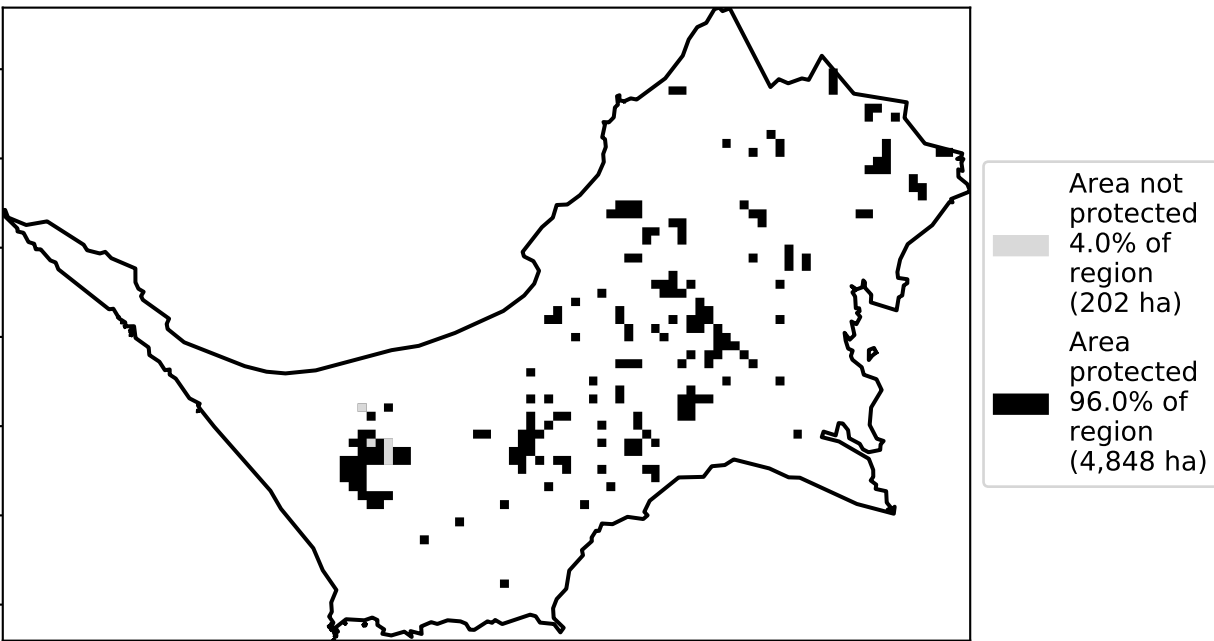 Area not
protected
4.0% of
region
(202 ha)
Area
protected
96.0% of
region
(4,848 ha)